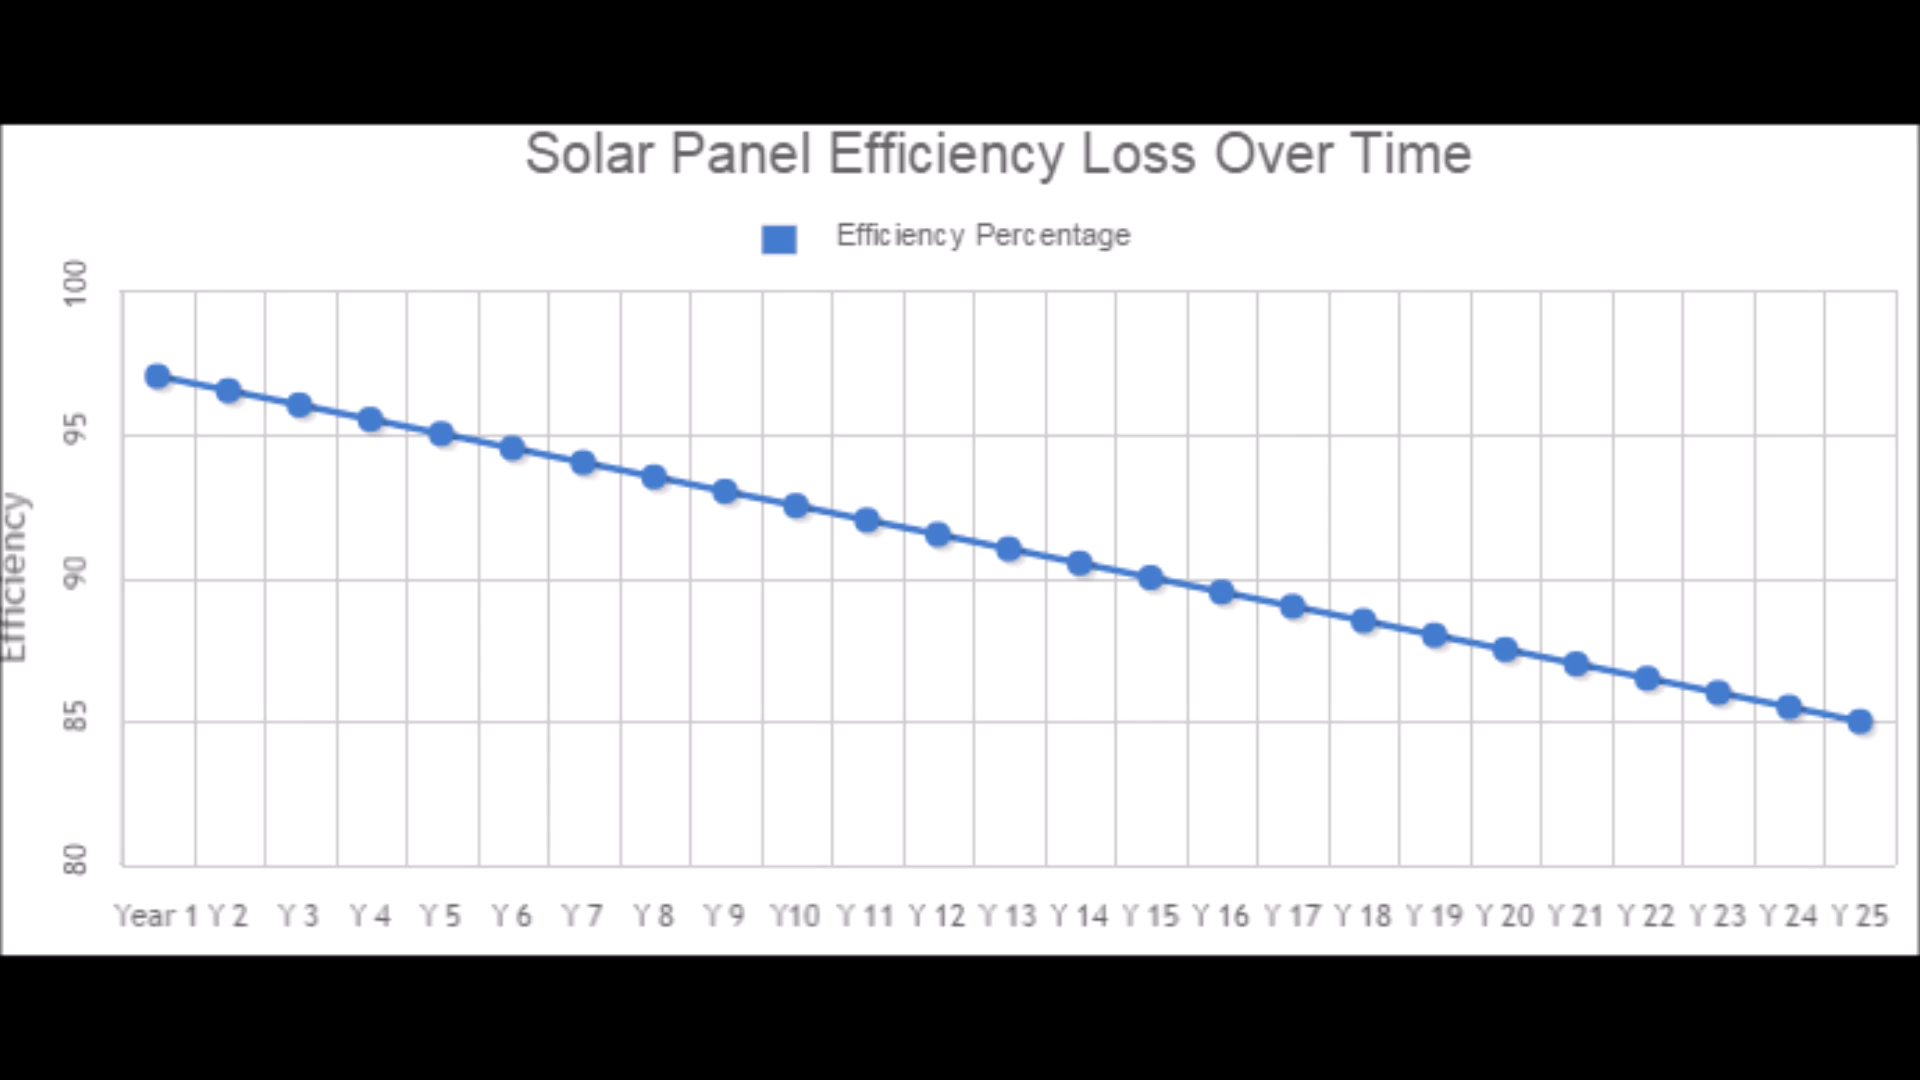 Solar Panel Efficiency Loss Over Time
Efficiency Percentage
100
95
90
85
80
Efficiency
Year 1 Y 2 Y 3 Y 4 Y 5 Y 6 Y 7 Y 8 Y 9 Y10 Y 11 Y 12 Y 13 Y 14 Y 15 Y 16 Y 17 Y 18 Y 19 Y 20 Y 21 Y 22 Y 23 Y 24 Y 25